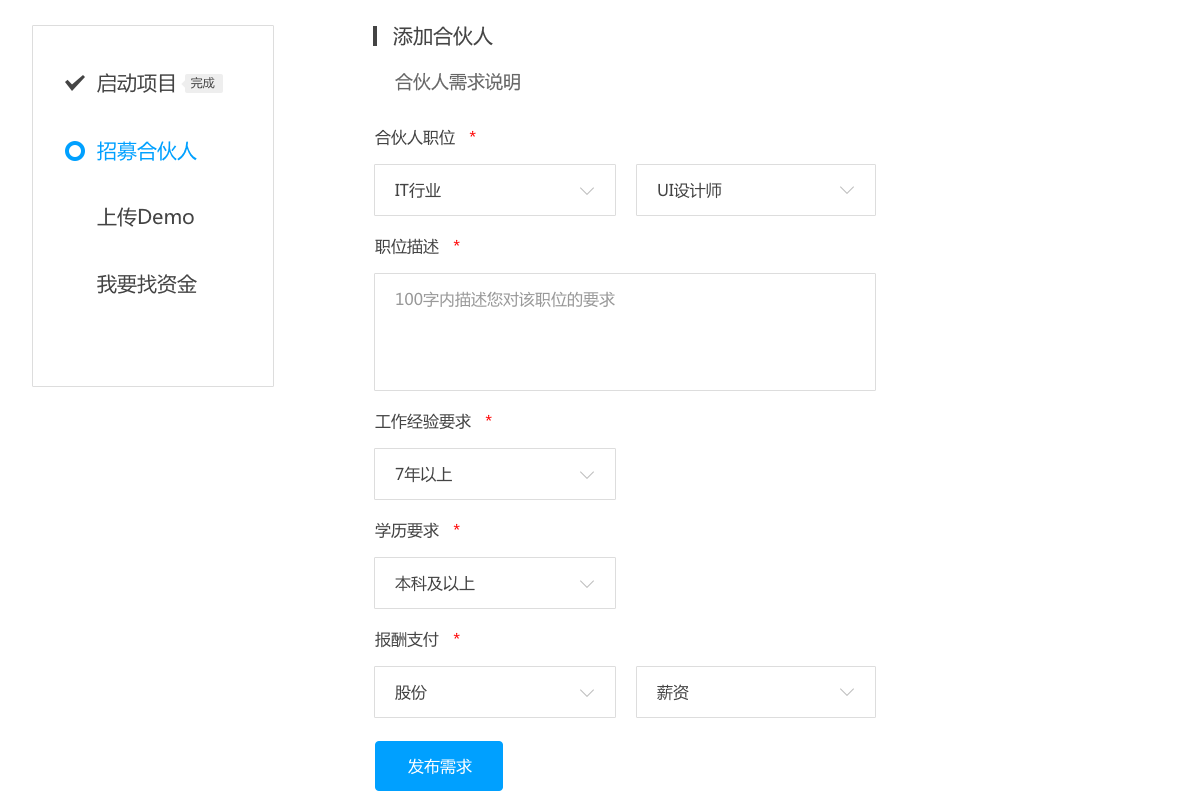 启动项目 完成
招募合伙人
上传Demo
我要找资金
添加合伙人
合伙人需求说明
合伙人职位 *
IT行业 UI设计师
职位描述 *
100字内描述您对该职位的要求
工作经验要求 *
7年以上
学历要求 *
本科及以上
报酬支付 *
股份 薪资
发布需求